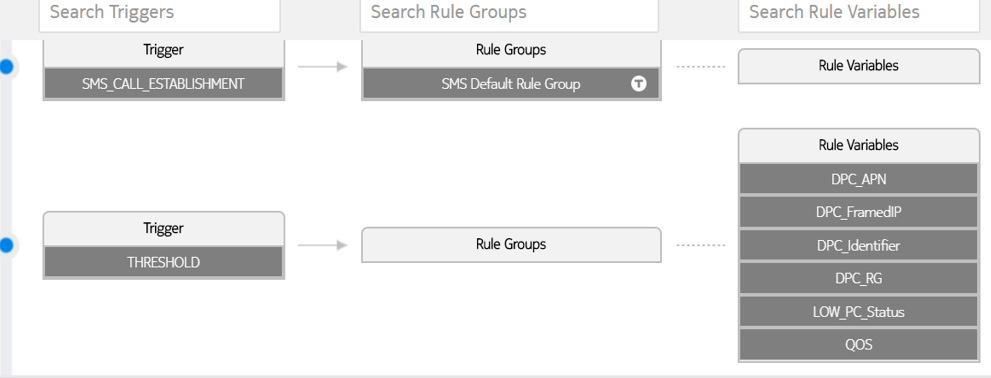 Search Triggers
Search Rule Groups
Search Rule Variables
Trigger
SMS_CALL_ESTABLISHMENT
Rule Groups
SMS Default Rule Group
T
Rule Variables
Trigger
THRESHOLD
Rule Groups
Rule Variables
DPC_APN
DPC_FramedIP
DPC_Identifier
DPC_RG
LOW_PC_Status
QOS